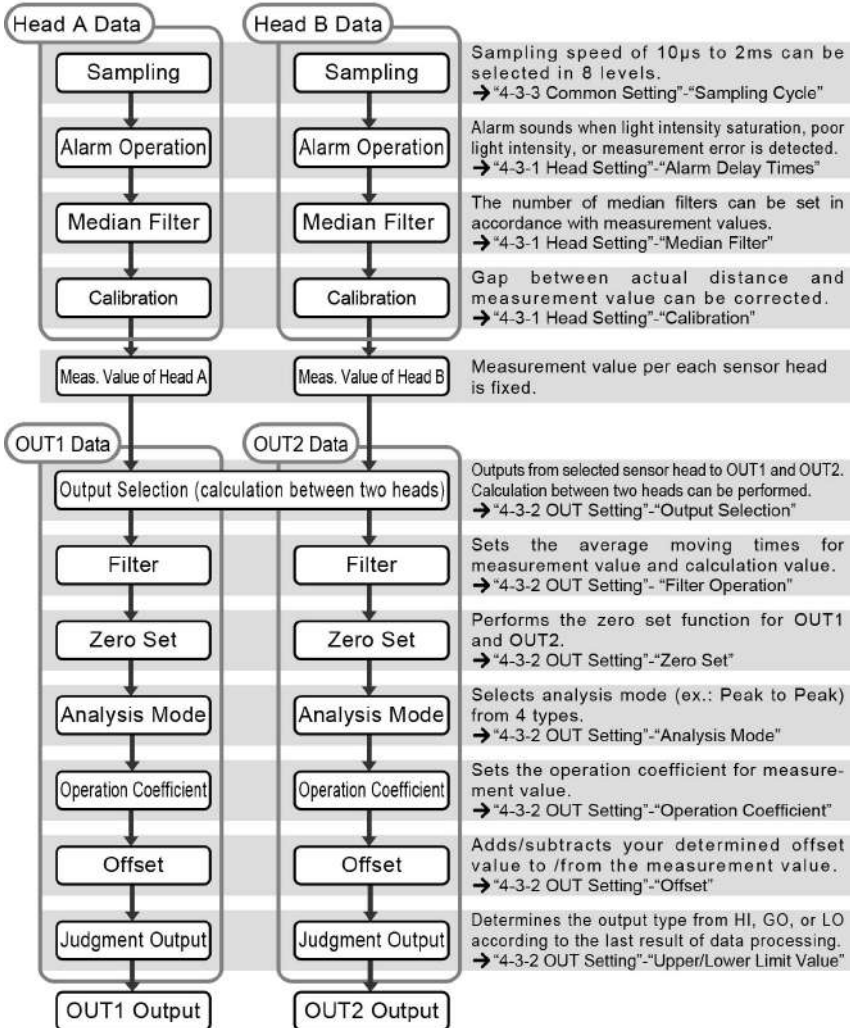 Head A Data
Head B Data
Sampling
Sampling
Sampling speed of 10µs to 2ms can be
selected in 8 levels.
➔ “4-3-3 Common Setting”-“Sampling Cycle”
Alarm Operation
Alarm Operation
Alarm sounds when light intensity saturation, poor
light intensity, or measurement error is detected.
➔ “4-3-1 Head Setting”-“Alarm Delay Times”
Median Filter
Median Filter
The number of median filters can be set in
accordance with measurement values.
➔ “4-3-1 Head Setting”-“Median Filter”
Calibration
Calibration
Gap between actual distance and
measurement value can be corrected.
➔ “4-3-1 Head Setting”-“Calibration”
Meas. Value of Head A
Meas. Value of Head B
Measurement value per each sensor head
is fixed.
OUT1 Data
OUT2 Data
Output Selection (calculation between two heads)
Outputs from selected sensor head to OUT1 and OUT2.
Calculation between two heads can be performed.
➔ “4-3-2 OUT Setting”-“Output Selection”
Filter
Filter
Sets the average moving times for
measurement value and calculation value.
➔ “4-3-2 OUT Setting”- “Filter Operation”
Zero Set
Zero Set
Performs the zero set function for OUT1
and OUT2.
➔ “4-3-2 OUT Setting”-“Zero Set”
Analysis Mode
Analysis Mode
Selects analysis mode (ex.: Peak to Peak)
from 4 types.
➔ “4-3-2 OUT Setting”-“Analysis Mode”
Operation Coefficient
Operation Coefficient
Sets the operation coefficient for measure-
ment value.
➔ “4-3-2 OUT Setting”-“Operation Coefficient”
Offset
Offset
Adds/subtracts your determined offset
value to /from the measurement value.
➔ “4-3-2 OUT Setting”-“Offset”
Judgment Output
Judgment Output
Determines the output type from HI, GO, or LO
according to the last result of data processing.
➔ “4-3-2 OUT Setting”-“Upper/Lower Limit Value”
OUT1 Output
OUT2 Output